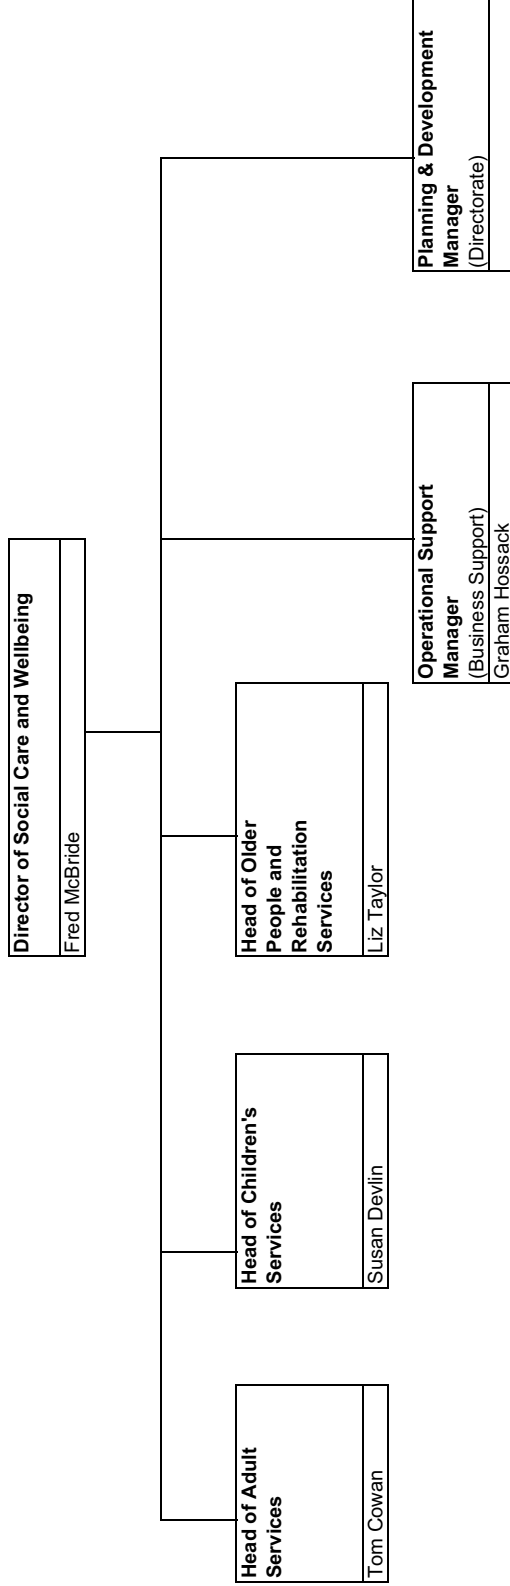 Director of Social Care and Wellbeing
Fred McBride
Head of Adult
Services
Tom Cowan
Head of Children's
Services
Susan Devlin
Head of Older
People and
Rehabilitation
Services
Liz Taylor
Operational Support
Manager
(Business Support)
Graham Hossack
Planning & Development
Manager
(Directorate)